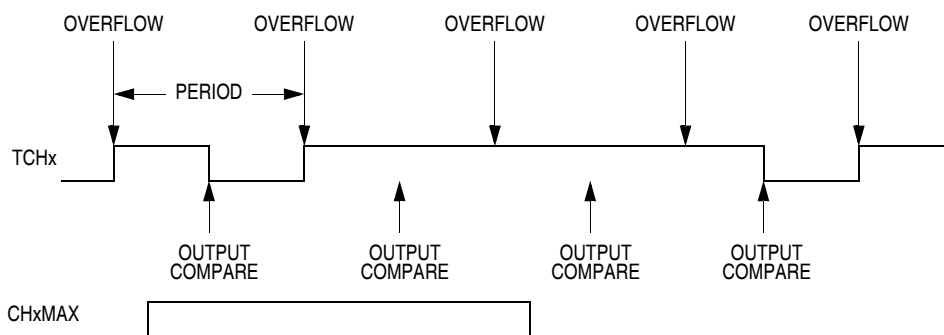 OVERFLOW OVERFLOW OVERFLOW OVERFLOW OVERFLOW
PERIOD
TCHx
OUTPUT COMPARE
OUTPUT COMPARE
OUTPUT COMPARE
OUTPUT COMPARE
CHxMAX